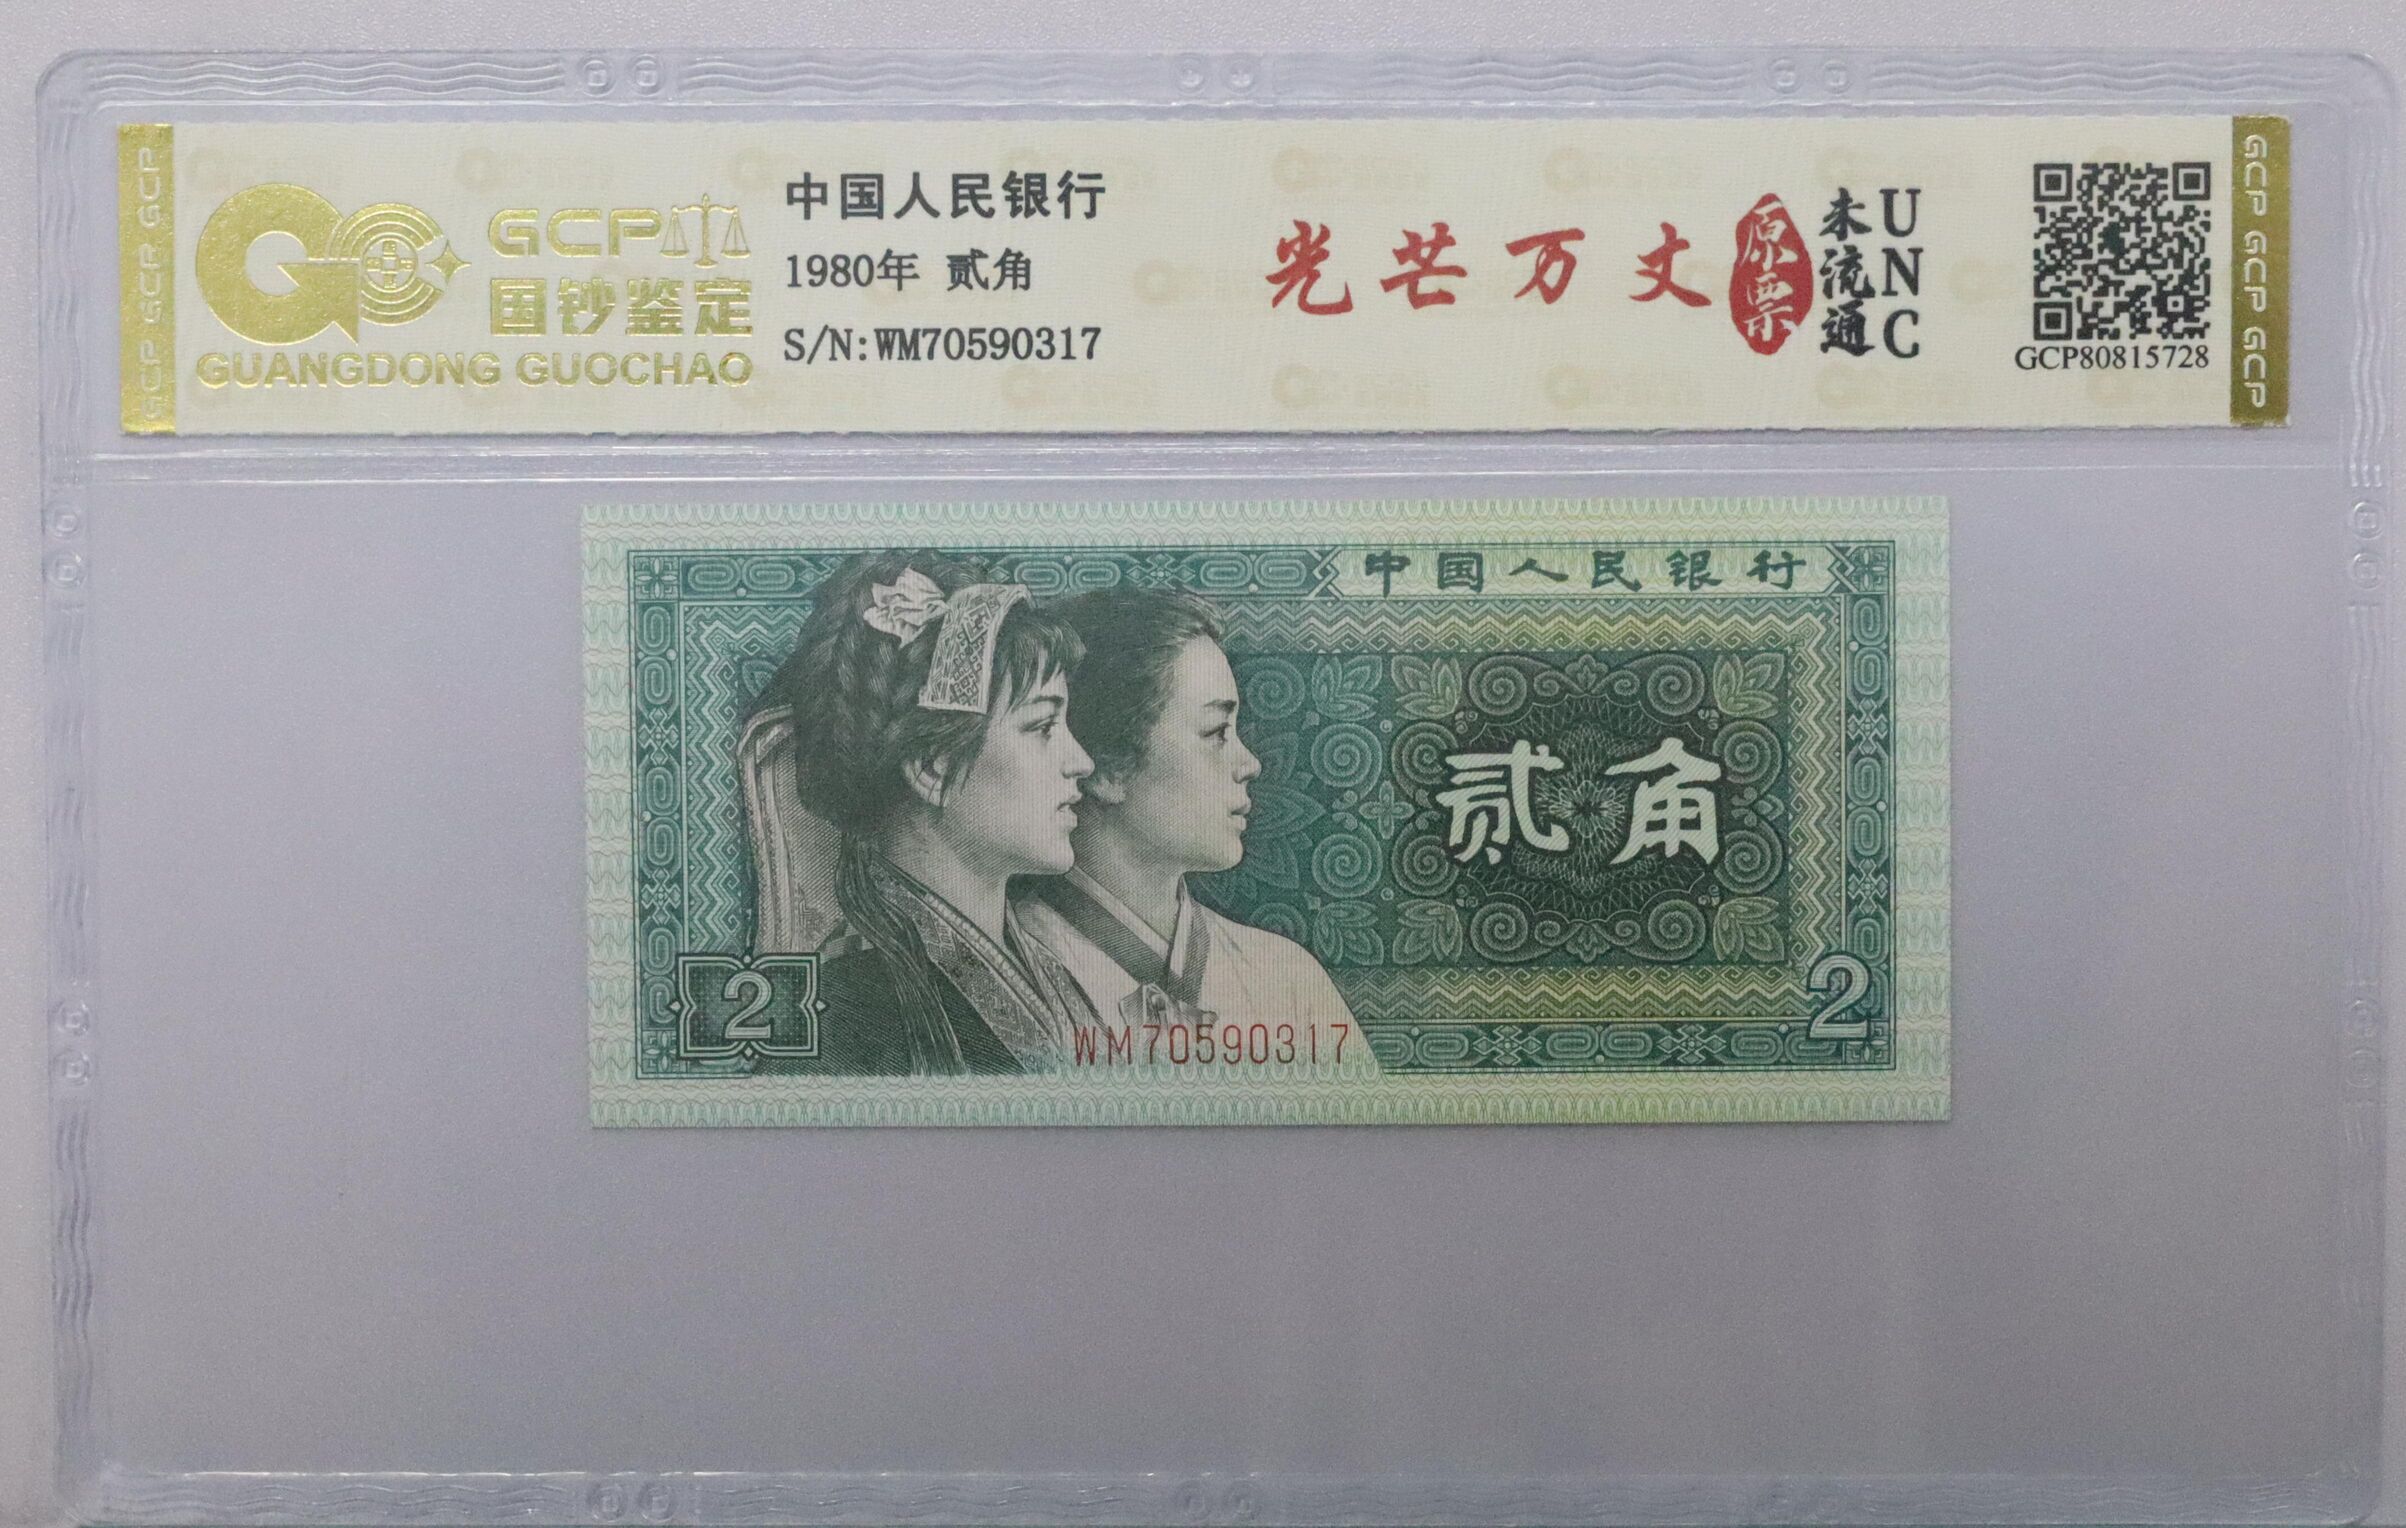 GCP GCP GCP
GCP
国钞鉴定
GUANGDONG GUOCHAO
中国人民银行
1980年 贰角
S/N:WM70590317
光芒万丈
原票
未流通
UNC
GCP80815728
GCP GCP GCP
中国人民银行
贰角
2
2
WM70590317